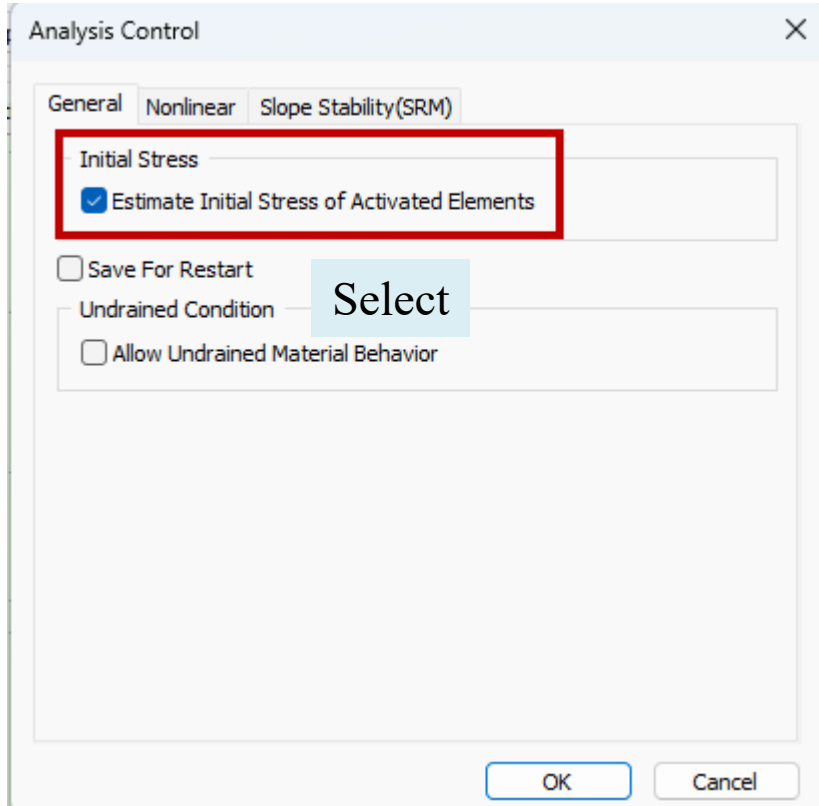 Analysis Control
General Nonlinear Slope Stability(SRM)
Initial Stress
Estimate Initial Stress of Activated Elements
Save For Restart
Select
Undrained Condition
Allow Undrained Material Behavior
OK Cancel